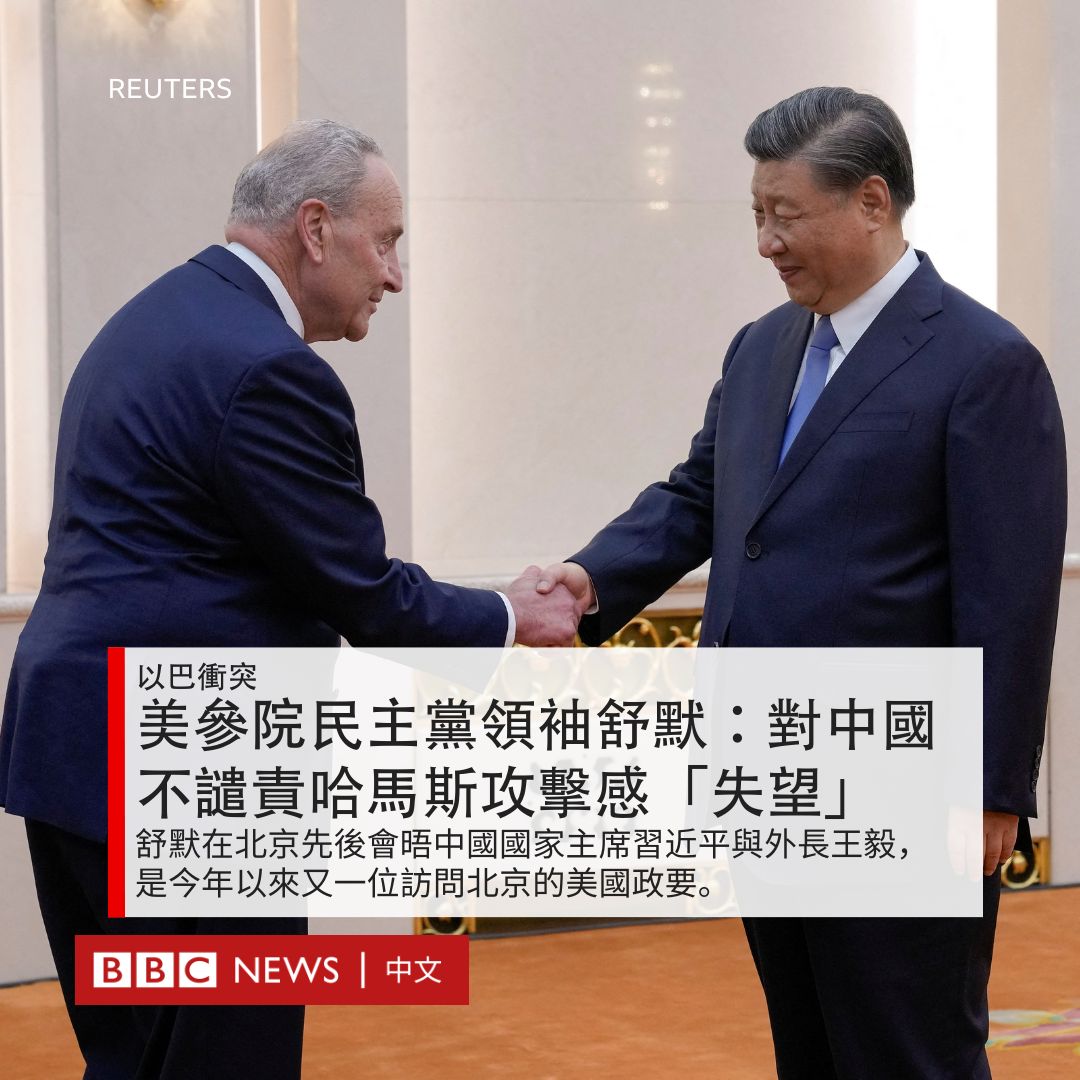 REUTERS
以巴衝突
美參院民主黨領袖舒默：對中國
不譴責哈馬斯攻擊感「失望」
舒默在北京先後會晤中國國家主席習近平與外長王毅，
是今年以來又一位訪問北京的美國政要。
BBC NEWS | 中文